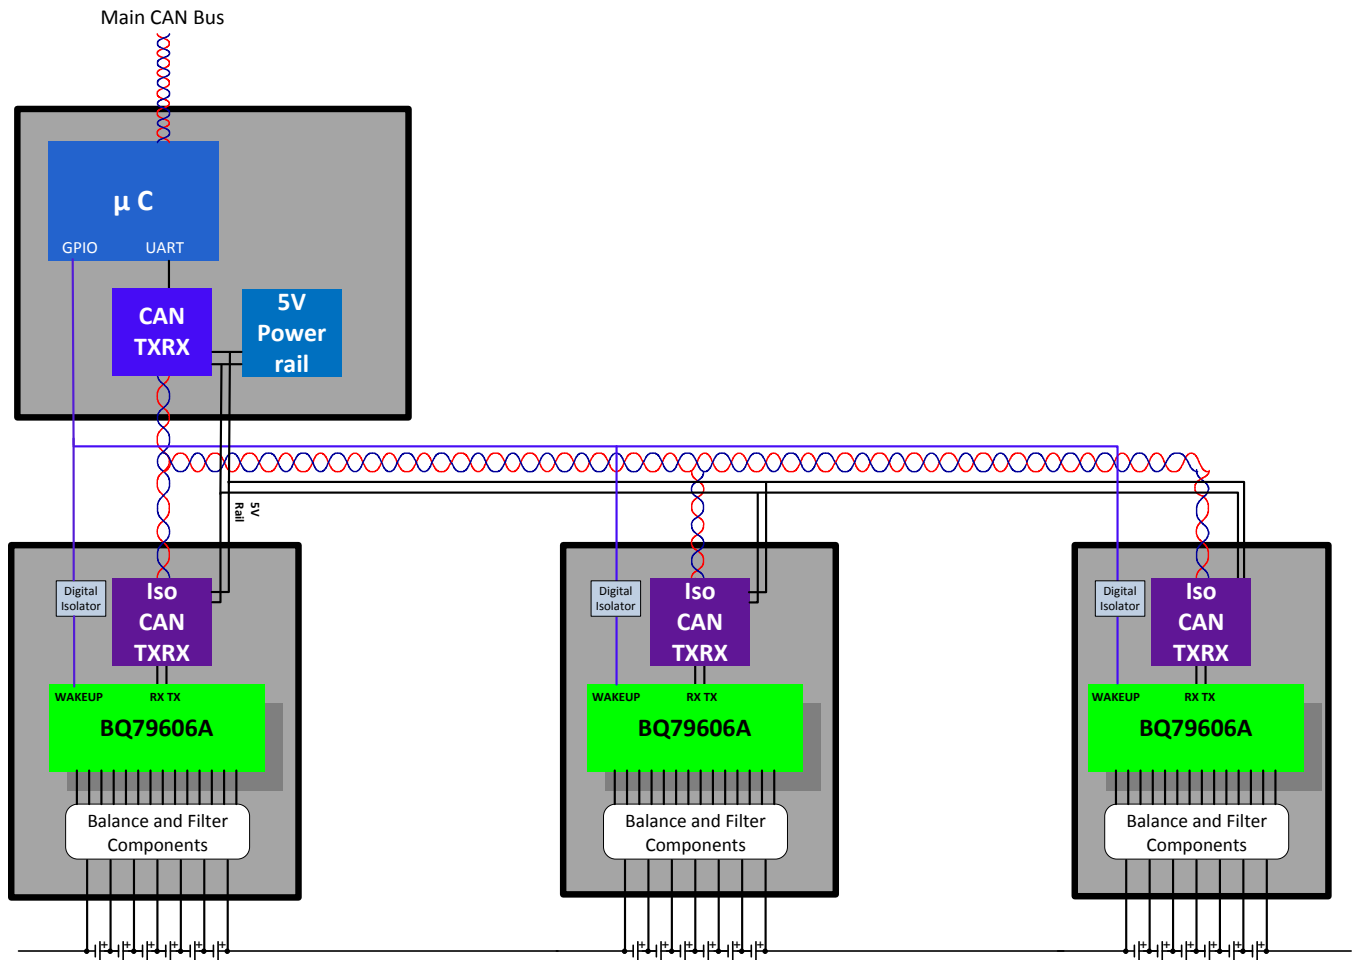 Main CAN Bus
µ C
GPIO UART
CAN
TXRX
5V
Power
rail
5V
Rail
Digital
Isolator
Iso
CAN
TXRX
WAKEUP RX TX
BQ79606A
Balance and Filter
Components
Digital
Isolator
Iso
CAN
TXRX
WAKEUP RX TX
BQ79606A
Balance and Filter
Components
Digital
Isolator
Iso
CAN
TXRX
WAKEUP RX TX
BQ79606A
Balance and Filter
Components
+ + + + + +
+ + + + + +
+ + + + + +